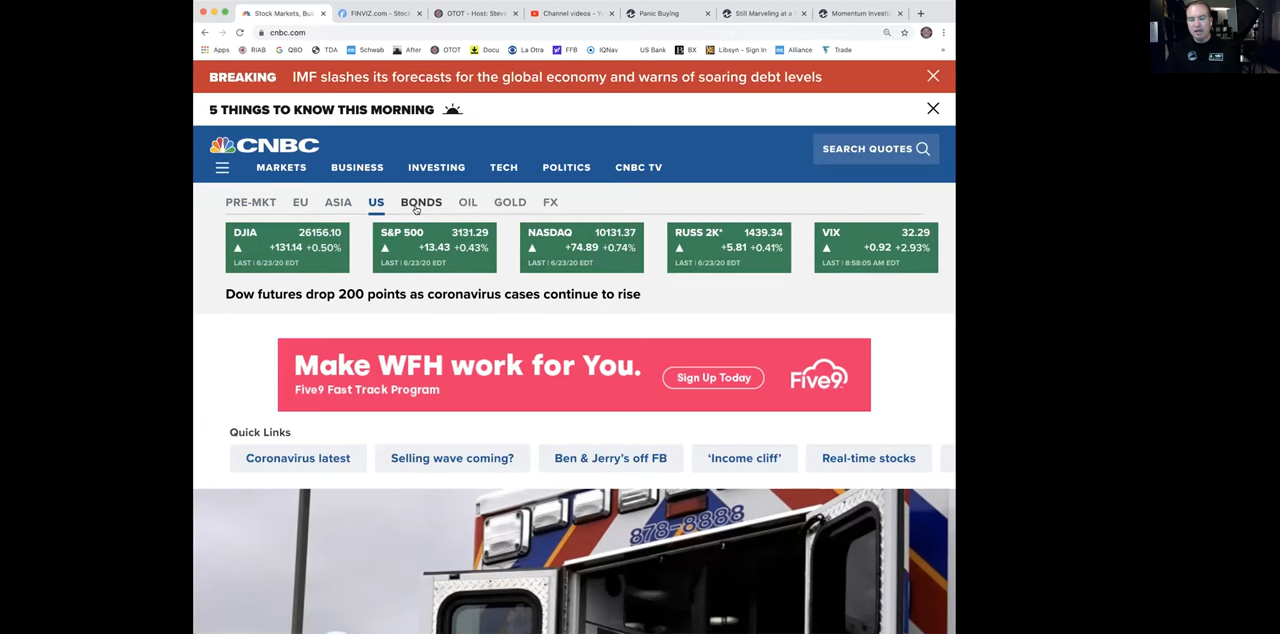 Stock Markets, Bus
FINVIZ.com - Stock
OTOT - Host: Steve
Channel videos - Y
Panic Buying
Still Marveling at a
Momentum Investi
cnbc.com
Apps RIAB QBO TDA Schwab After OTOT Docu La Otra FFB IQNav US Bank BX Libsyn - Sign In Alliance Trade »
BREAKING IMF slashes its forecasts for the global economy and warns of soaring debt levels
5 THINGS TO KNOW THIS MORNING
CNBC
SEARCH QUOTES
MARKETS BUSINESS INVESTING TECH POLITICS CNBC TV
PRE-MKT EU ASIA US BONDS OIL GOLD FX
DJIA 26156.10
+131.14 +0.50%
LAST | 6/23/20 EDT
S&P 500 3131.29
+13.43 +0.43%
LAST | 6/23/20 EDT
NASDAQ 10131.37
+74.89 +0.74%
LAST | 6/23/20 EDT
RUSS 2K* 1439.34
+5.81 +0.41%
LAST | 6/23/20 EDT
VIX 32.29
+0.92 +2.93%
LAST | 8:58:05 AM EDT
Dow futures drop 200 points as coronavirus cases continue to rise
Make WFH work for You.
Five9 Fast Track Program
Sign Up Today
Five9
Quick Links
Coronavirus latest
Selling wave coming?
Ben & Jerry's off FB
‘Income cliff’
Real-time stocks
878-8888